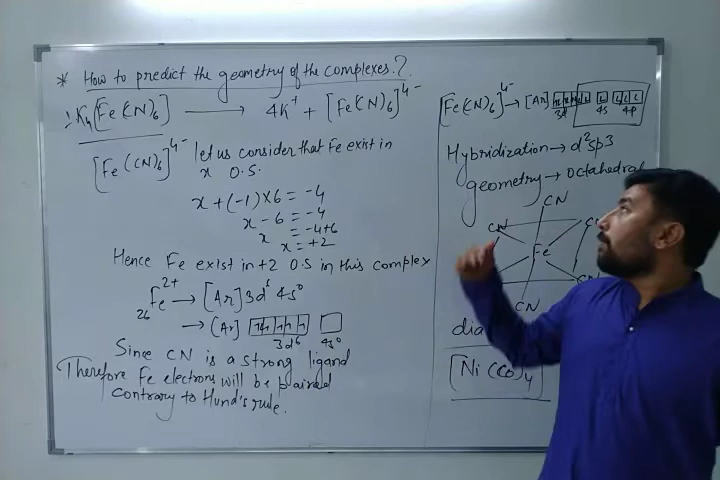 * How to predict the geometry of the complexes.?
:- K4[Fe(CN)6] ⟶ 4K+ + [Fe(CN)6]4-
[Fe(CN)6]4- let us consider that Fe exist in
x O.S.
x + (-1)×6 = -4
x - 6 = -4
x = -4+6
x = +2
Hence Fe exist in +2 O.S in this complex
26Fe2+ → [Ar] 3d6 4s0
→ [Ar]
3d6 4s0
Since CN is a strong ligand
Therefore Fe electrons will be paired
contrary to Hund's rule.
[Fe(CN)6]4- → [Ar]
3d 4s 4p
Hybridization → d2sp3
geometry → octahedral
CN
CN
Fe
CN
CN
dia
[Ni(CO)4]